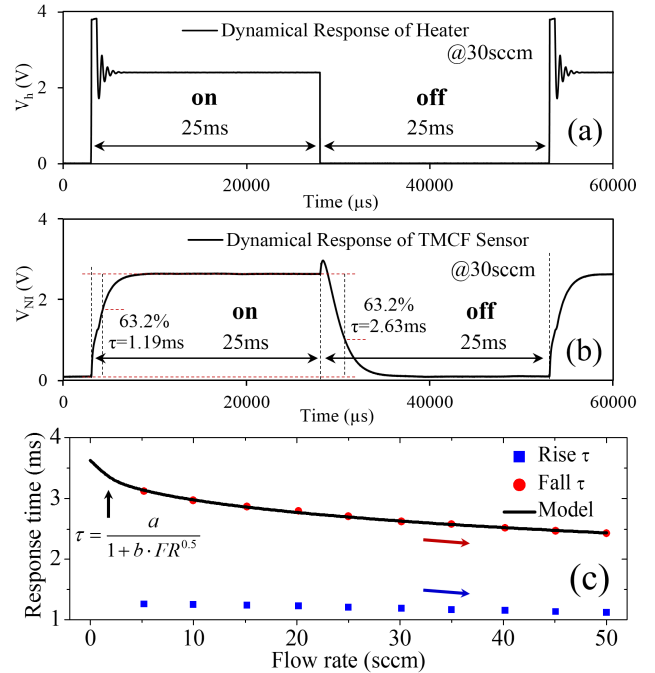 4
Dynamical Response of Heater
@30sccm
V_h (V)
2
on
off
25ms
25ms
(a)
0
0
20000
40000
60000
Time (µs)
4
Dynamical Response of TMCF Sensor
@30sccm
V_NI (V)
2
63.2%
τ=1.19ms
on
63.2%
τ=2.63ms
off
25ms
25ms
(b)
0
0
20000
40000
60000
Time (µs)
Response time (ms)
4
3
2
1
Rise τ
Fall τ
Model
τ = a / (1 + b · FR^0.5)
(c)
0
10
20
30
40
50
Flow rate (sccm)